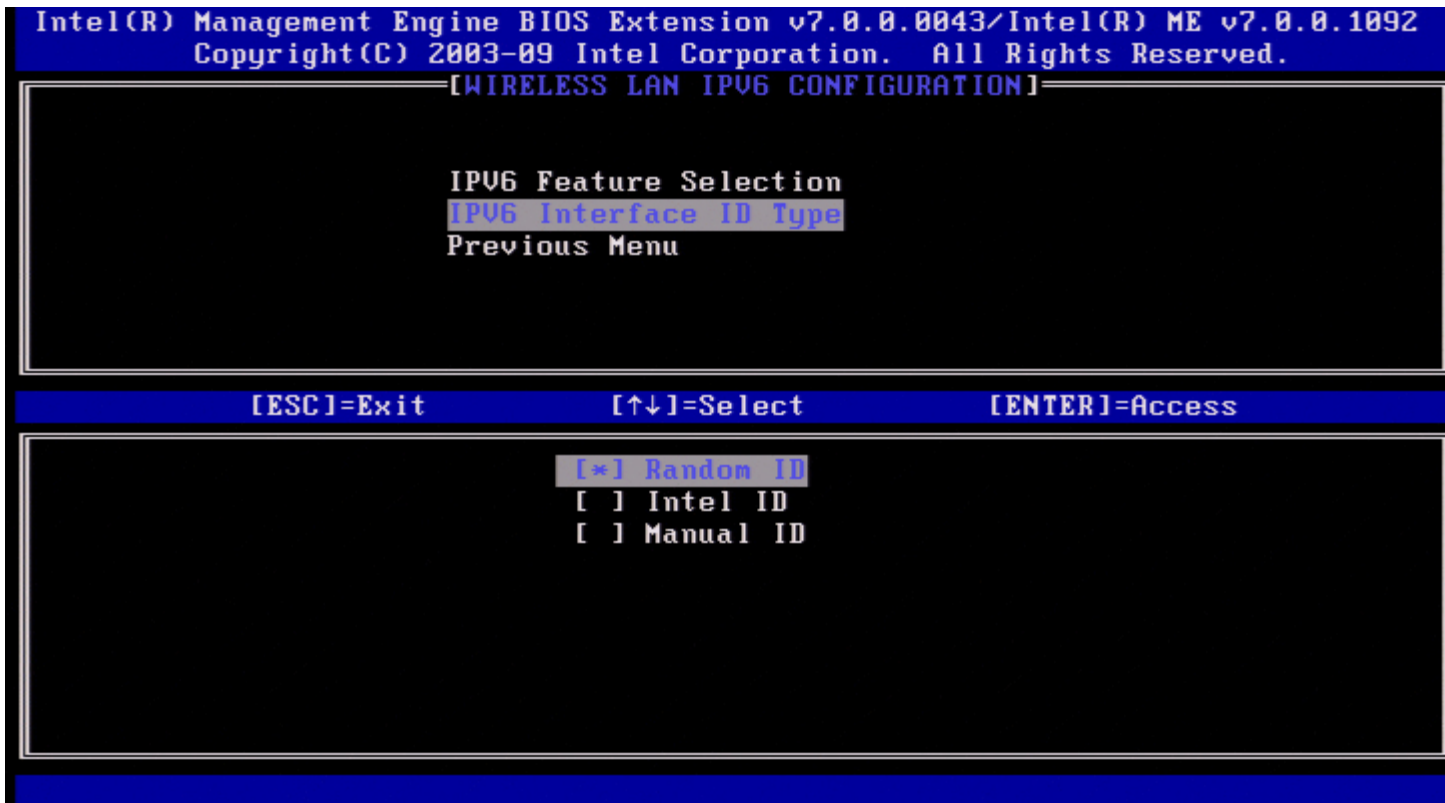 Intel(R) Management Engine BIOS Extension v7.0.0.0043/Intel(R) ME v7.0.0.1092
Copyright(C) 2003-09 Intel Corporation. All Rights Reserved.
[WIRELESS LAN IPV6 CONFIGURATION]
IPV6 Feature Selection
IPV6 Interface ID Type
Previous Menu
[ESC]=Exit [↑↓]=Select [ENTER]=Access
[*] Random ID
[ ] Intel ID
[ ] Manual ID